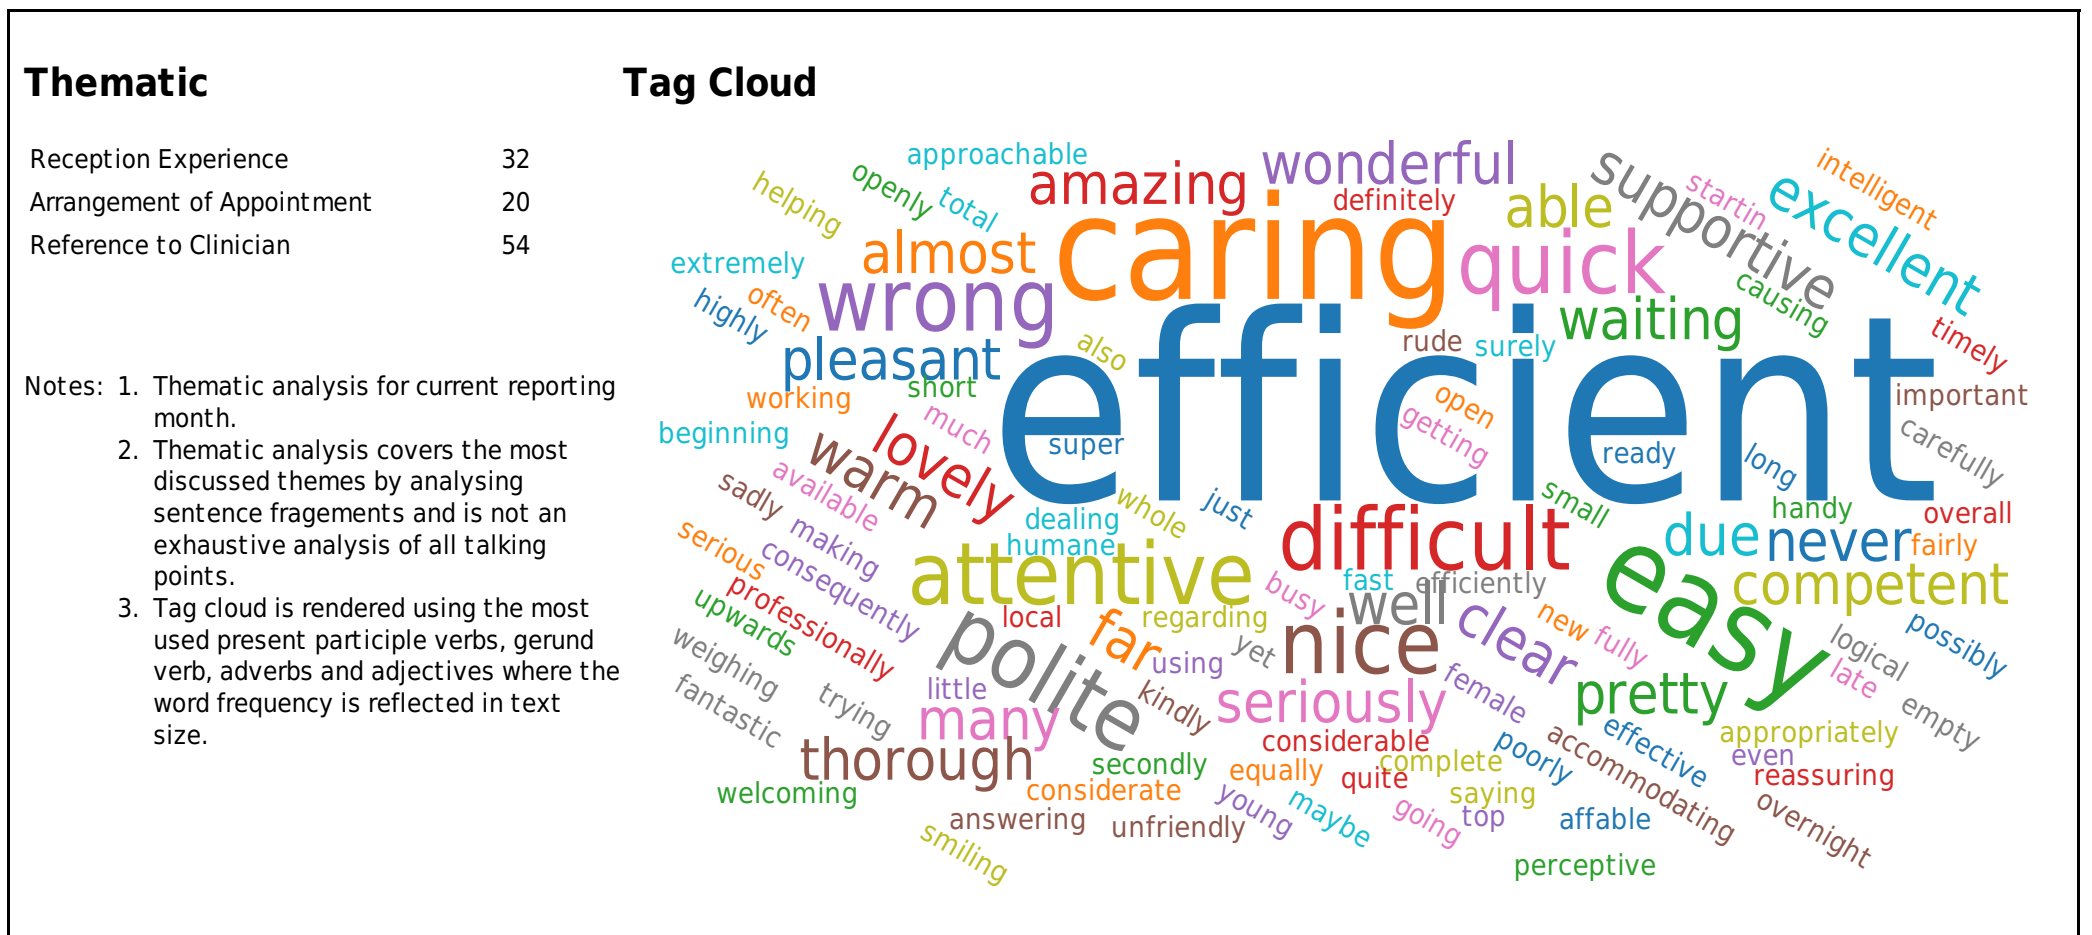 Thematic
Reception Experience 32
Arrangement of Appointment 20
Reference to Clinician 54
Notes: 1. Thematic analysis for current reporting
month.
2. Thematic analysis covers the most
discussed themes by analysing
sentence fragements and is not an
exhaustive analysis of all talking
points.
3. Tag cloud is rendered using the most
used present participle verbs, gerund
verb, adverbs and adjectives where the
word frequency is reflected in text
size.
Tag Cloud
approachable
wonderful
intelligent
helping
openly
total
amazing
definitely
able
supportive
startin
excellent
extremely
almost
caring
quick
causing
highly
often
wrong
waiting
timely
pleasant
also
rude
surely
efficient
important
working
short
much
open
getting
carefully
beginning
warm
lovely
super
ready
long
sadly
available
whole
just
small
handy
overall
dealing
humane
difficult
due
never
fairly
serious
making
consequently
attentive
busy
fast
efficiently
well
easy
competent
upwards
professionally
local
far
regarding
yet
nice
clear
new
fully
logical
possibly
weighing
polite
using
late
fantastic
trying
little
many
kindly
seriously
female
pretty
empty
thorough
considerable
poorly
accommodating
effective
appropriately
even
reassuring
secondly
equally
quite
complete
welcoming
considerate
young
maybe
saying
going
top
affable
overnight
answering
unfriendly
smiling
perceptive